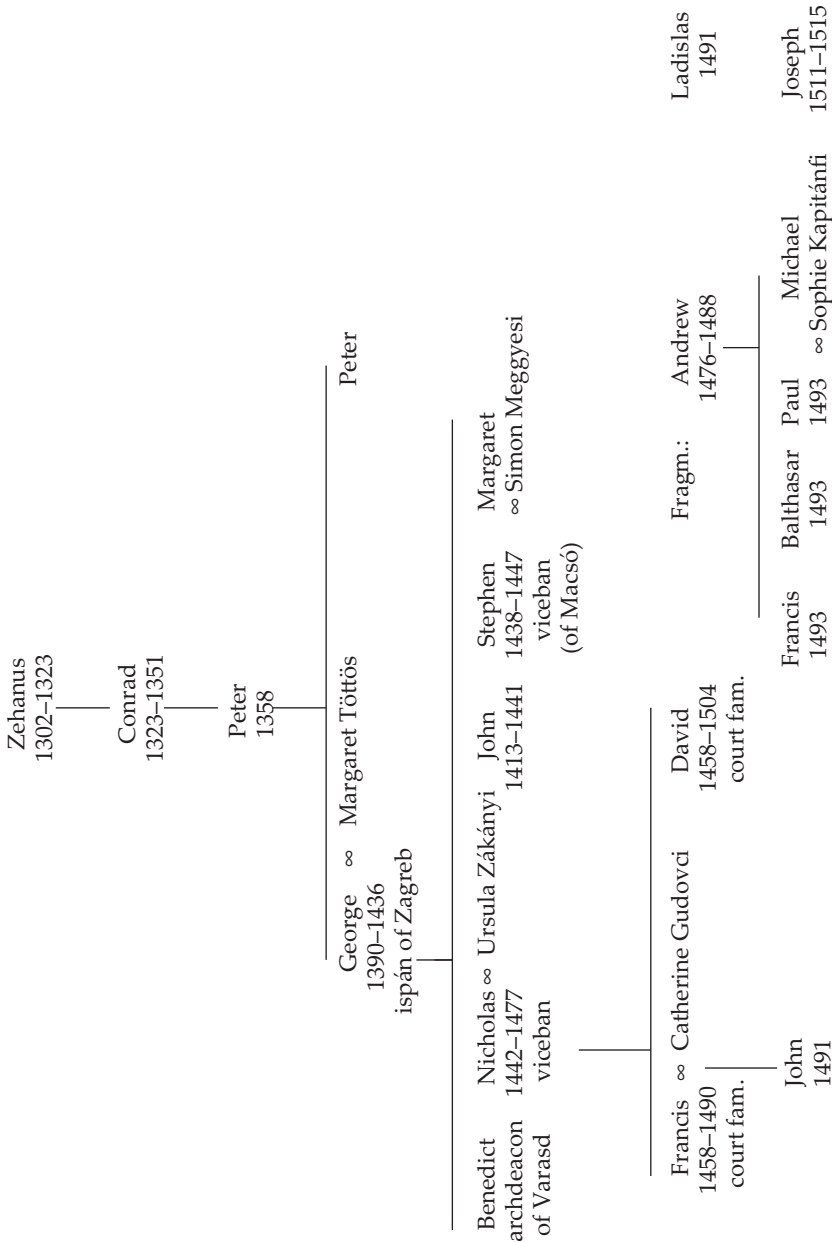 Zehanus
1302–1323
Conrad
1323–1351
Peter
1358
George ∞ Margaret Töttös
1390–1436
ispán of Zagreb
Peter
Benedict
archdeacon
of Varasd
Nicholas ∞ Ursula Zákányi
1442–1477
viceban
John
1413–1441
Stephen
1438–1447
viceban
(of Macsó)
Margaret
∞ Simon Meggyesi
Francis ∞ Catherine Gudovci
1458–1490
court fam.
David
1458–1504
court fam.
Fragm.:
Andrew
1476–1488
Ladislas
1491
John
1491
Francis
1493
Balthasar
1493
Paul
1493
Michael
∞ Sophie Kapitánfi
Joseph
1511–1515